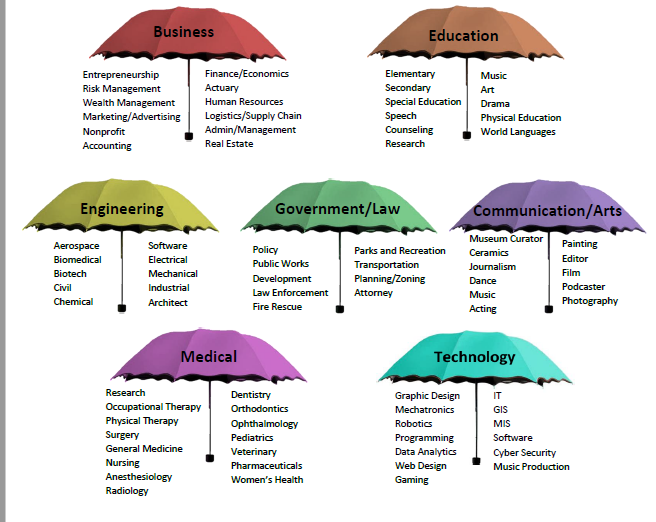 Business
Entrepreneurship
Risk Management
Wealth Management
Marketing/Advertising
Nonprofit
Accounting
Finance/Economics
Actuary
Human Resources
Logistics/Supply Chain
Admin/Management
Real Estate
Education
Elementary
Secondary
Special Education
Speech
Counseling
Research
Music
Art
Drama
Physical Education
World Languages
Engineering
Aerospace
Biomedical
Biotech
Civil
Chemical
Software
Electrical
Mechanical
Industrial
Architect
Government/Law
Policy
Public Works
Development
Law Enforcement
Fire Rescue
Parks and Recreation
Transportation
Planning/Zoning
Attorney
Communication/Arts
Museum Curator
Ceramics
Journalism
Dance
Music
Acting
Painting
Editor
Film
Podcaster
Photography
Medical
Research
Occupational Therapy
Physical Therapy
Surgery
General Medicine
Nursing
Anesthesiology
Radiology
Dentistry
Orthodontics
Ophthalmology
Pediatrics
Veterinary
Pharmaceuticals
Women's Health
Technology
Graphic Design
Mechatronics
Robotics
Programming
Data Analytics
Web Design
Gaming
IT
GIS
MIS
Software
Cyber Security
Music Production